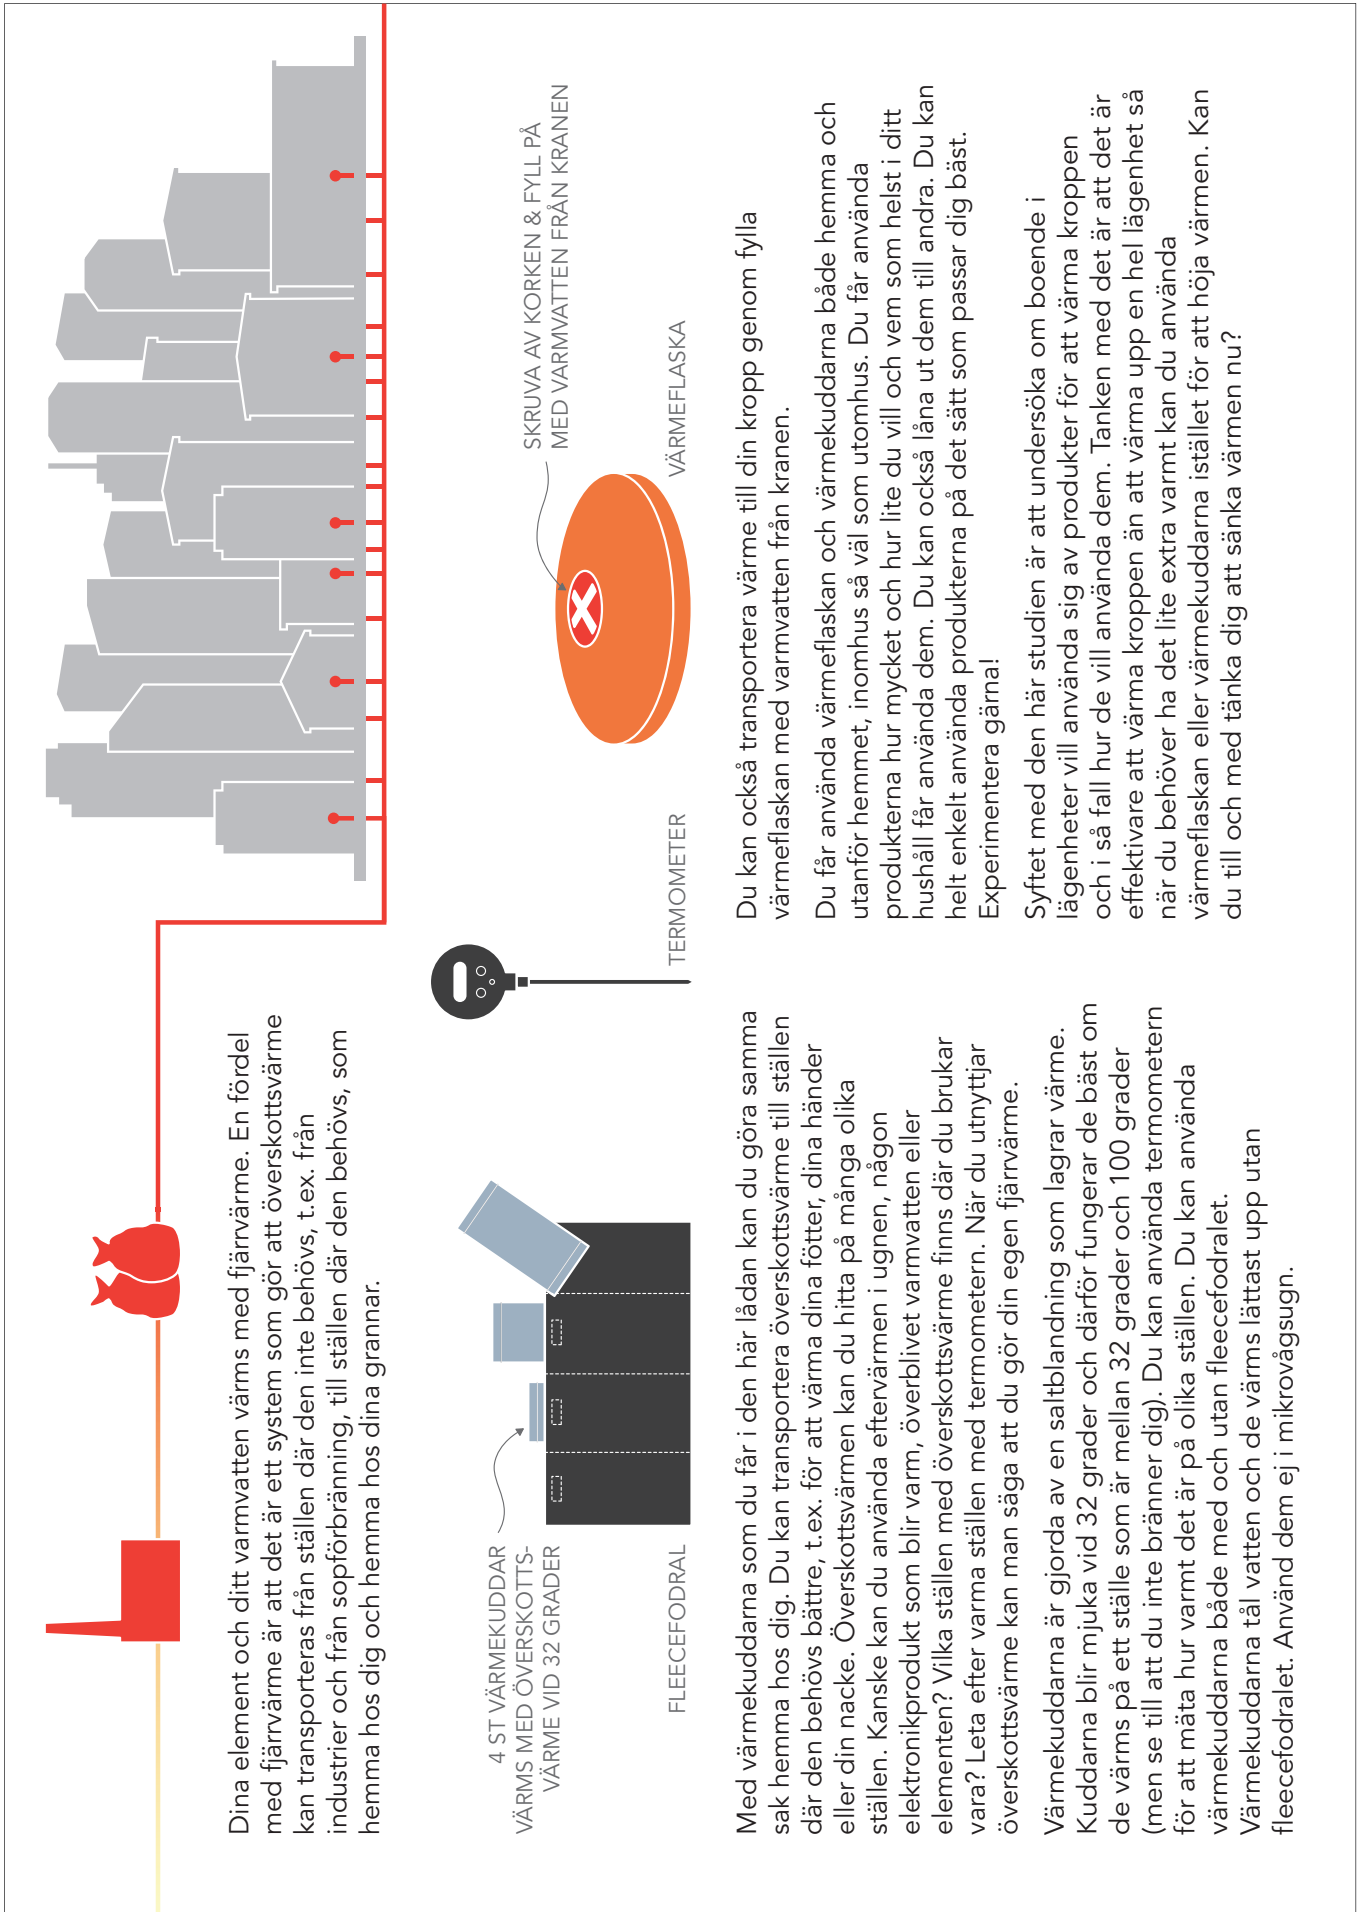 Dina element och ditt varmvatten värms med fjärvärme. En fördel
med fjärrvärme är att det är ett system som gör att överskottsvärme
kan transporteras från ställen där den inte behövs, t.ex. från
industrier och från sopförbränning, till ställen där den behövs, som
hemma hos dig och hemma hos dina grannar.
4 ST VÄRMEKUDDAR
VÄRMS MED ÖVERSKOTTS-
VÄRME VID 32 GRADER
FLEECEFODRAL
TERMOMETER
SKRUVA AV KORKEN & FYLL PÅ
MED VARMVATTEN FRÅN KRANEN
VÄRMEFLASKA
Med värmekuddarna som du får i den här lådan kan du göra samma
sak hemma hos dig. Du kan transportera överskottsvärme till ställen
där den behövs bättre, t.ex. för att värma dina fötter, dina händer
eller din nacke. Överskottsvärmen kan du hitta på många olika
ställen. Kanske kan du använda eftervärmen i ugnen, någon
elektronikprodukt som blir varm, överblivet varmvatten eller
elementen? Vilka ställen med överskottsvärme finns där du brukar
vara? Leta efter varma ställen med termometern. När du utnyttjar
överskottsvärme kan man säga att du gör din egen fjärrvärme.
Värmekuddarna är gjorda av en saltblandning som lagrar värme.
Kuddarna blir mjuka vid 32 grader och därför fungerar de bäst om
de värms på ett ställe som är mellan 32 grader och 100 grader
(men se till att du inte bränner dig). Du kan använda termometern
för att mäta hur varmt det är på olika ställen. Du kan använda
värmekuddarna både med och utan fleecefodralet.
Värmekuddarna tål vatten och de värms lättast upp utan
fleecefodralet. Använd dem ej i mikrovågsugn.
Du kan också transportera värme till din kropp genom fylla
värmeflaskan med varmvatten från kranen.
Du får använda värmeflaskan och värmekuddarna både hemma och
utanför hemmet, inomhus så väl som utomhus. Du får använda
produkterna hur mycket och hur lite du vill och vem som helst i ditt
hushåll får använda dem. Du kan också låna ut dem till andra. Du kan
helt enkelt använda produkterna på det sätt som passar dig bäst.
Experimentera gärna!
Syftet med den här studien är att undersöka om boende i
lägenheter vill använda sig av produkter för att värma kroppen
och i så fall hur de vill använda dem. Tanken med det är att det är
effektivare att värma kroppen än att värma upp en hel lägenhet så
när du behöver ha det lite extra varmt kan du använda
värmeflaskan eller värmekuddarna istället för att höja värmen. Kan
du till och med tänka dig att sänka värmen nu?